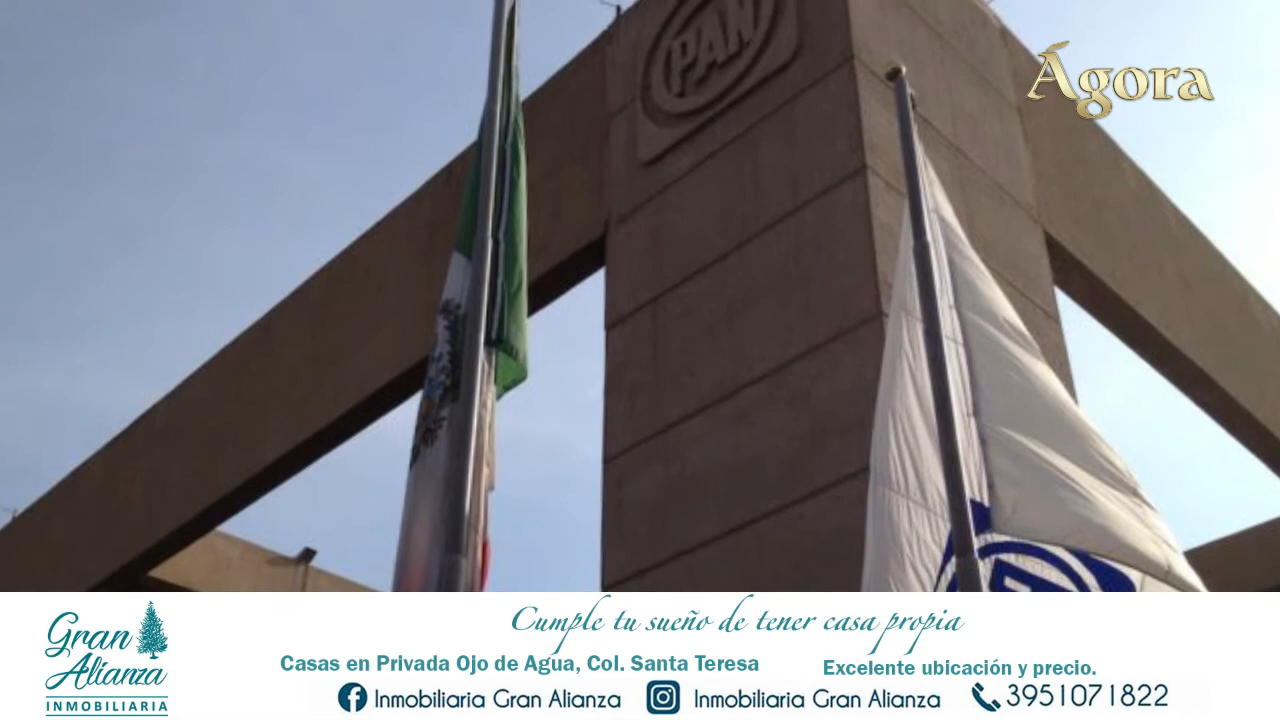 PAN
Ágora
Gran
Alianza
INMOBILIARIA
Cumple tu sueño de tener casa propia
Casas en Privada Ojo de Agua, Col. Santa Teresa
Excelente ubicación y precio.
Inmobiliaria Gran Alianza
Inmobiliaria Gran Alianza
3951071822